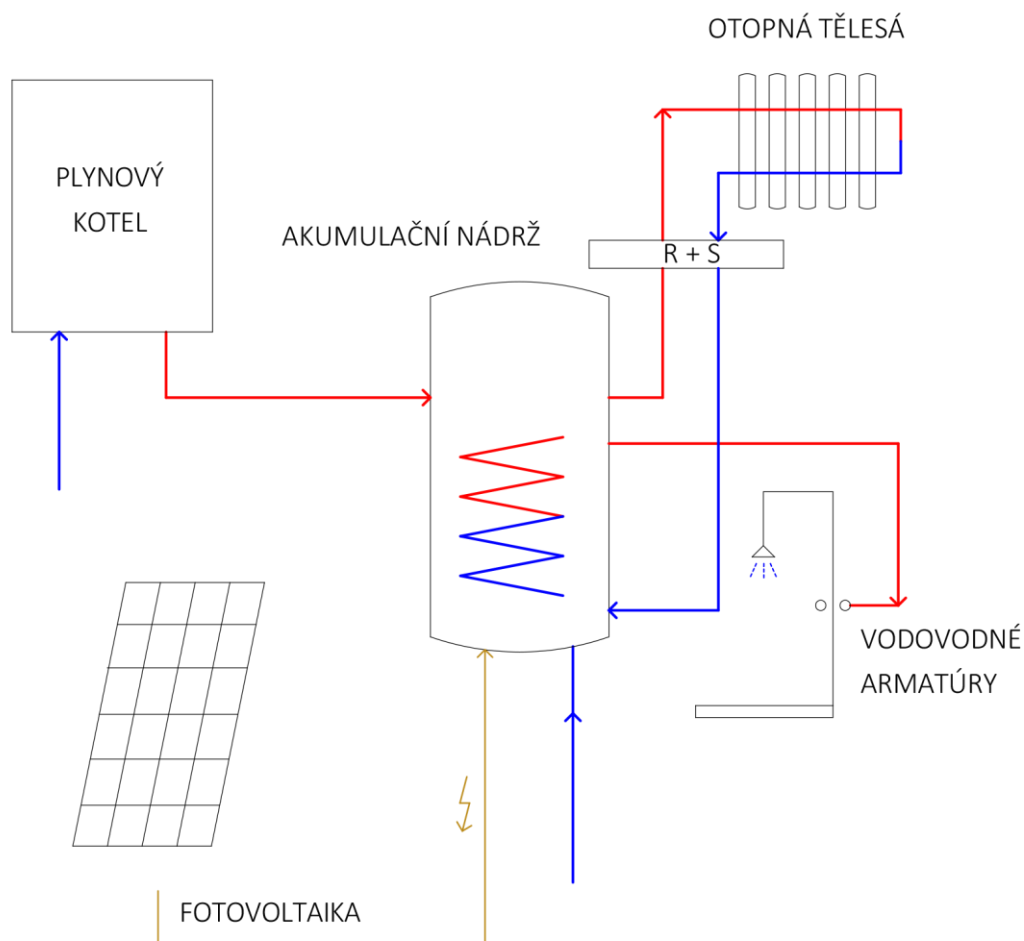 OTOPNÁ TĚLESÁ
PLYNOVÝ
KOTEL
AKUMULAČNÍ NÁDRŽ
R + S
VODOVODNÉ
ARMATÚRY
FOTOVOLTAIKA